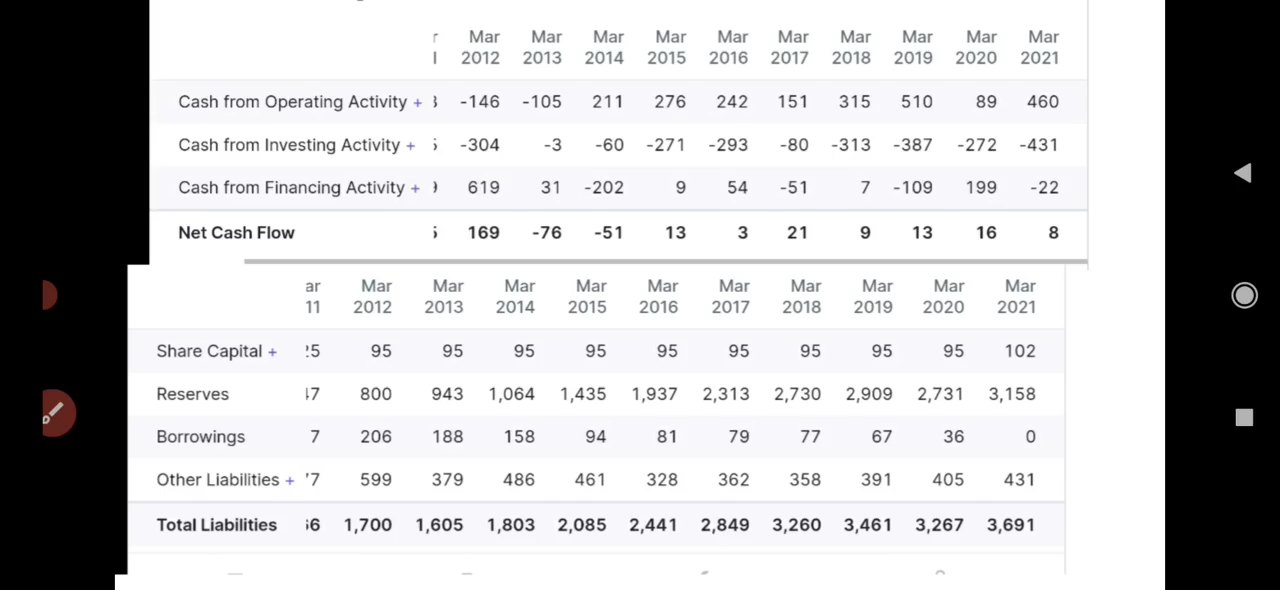 Mar Mar Mar Mar Mar Mar Mar Mar Mar Mar
2012 2013 2014 2015 2016 2017 2018 2019 2020 2021
Cash from Operating Activity + -146 -105 211 276 242 151 315 510 89 460
Cash from Investing Activity + -304 -3 -60 -271 -293 -80 -313 -387 -272 -431
Cash from Financing Activity + 619 31 -202 9 54 -51 7 -109 199 -22
Net Cash Flow 169 -76 -51 13 3 21 9 13 16 8
ar Mar Mar Mar Mar Mar Mar Mar Mar Mar Mar
11 2012 2013 2014 2015 2016 2017 2018 2019 2020 2021
Share Capital + 5 95 95 95 95 95 95 95 95 95 102
Reserves 7 800 943 1,064 1,435 1,937 2,313 2,730 2,909 2,731 3,158
Borrowings 7 206 188 158 94 81 79 77 67 36 0
Other Liabilities + 7 599 379 486 461 328 362 358 391 405 431
Total Liabilities 6 1,700 1,605 1,803 2,085 2,441 2,849 3,260 3,461 3,267 3,691